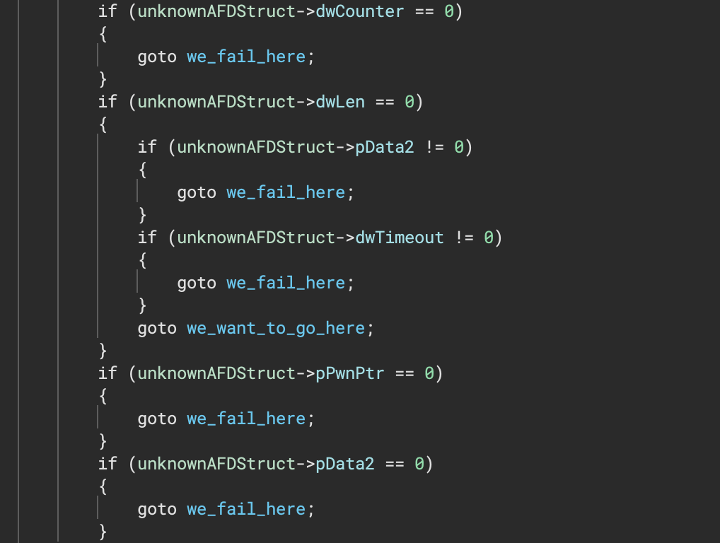 if (unknownAFDStruct->dwCounter == 0)
{
goto we_fail_here;
}
if (unknownAFDStruct->dwLen == 0)
{
if (unknownAFDStruct->pData2 != 0)
{
goto we_fail_here;
}
if (unknownAFDStruct->dwTimeout != 0)
{
goto we_fail_here;
}
goto we_want_to_go_here;
}
if (unknownAFDStruct->pPwnPtr == 0)
{
goto we_fail_here;
}
if (unknownAFDStruct->pData2 == 0)
{
goto we_fail_here;
}